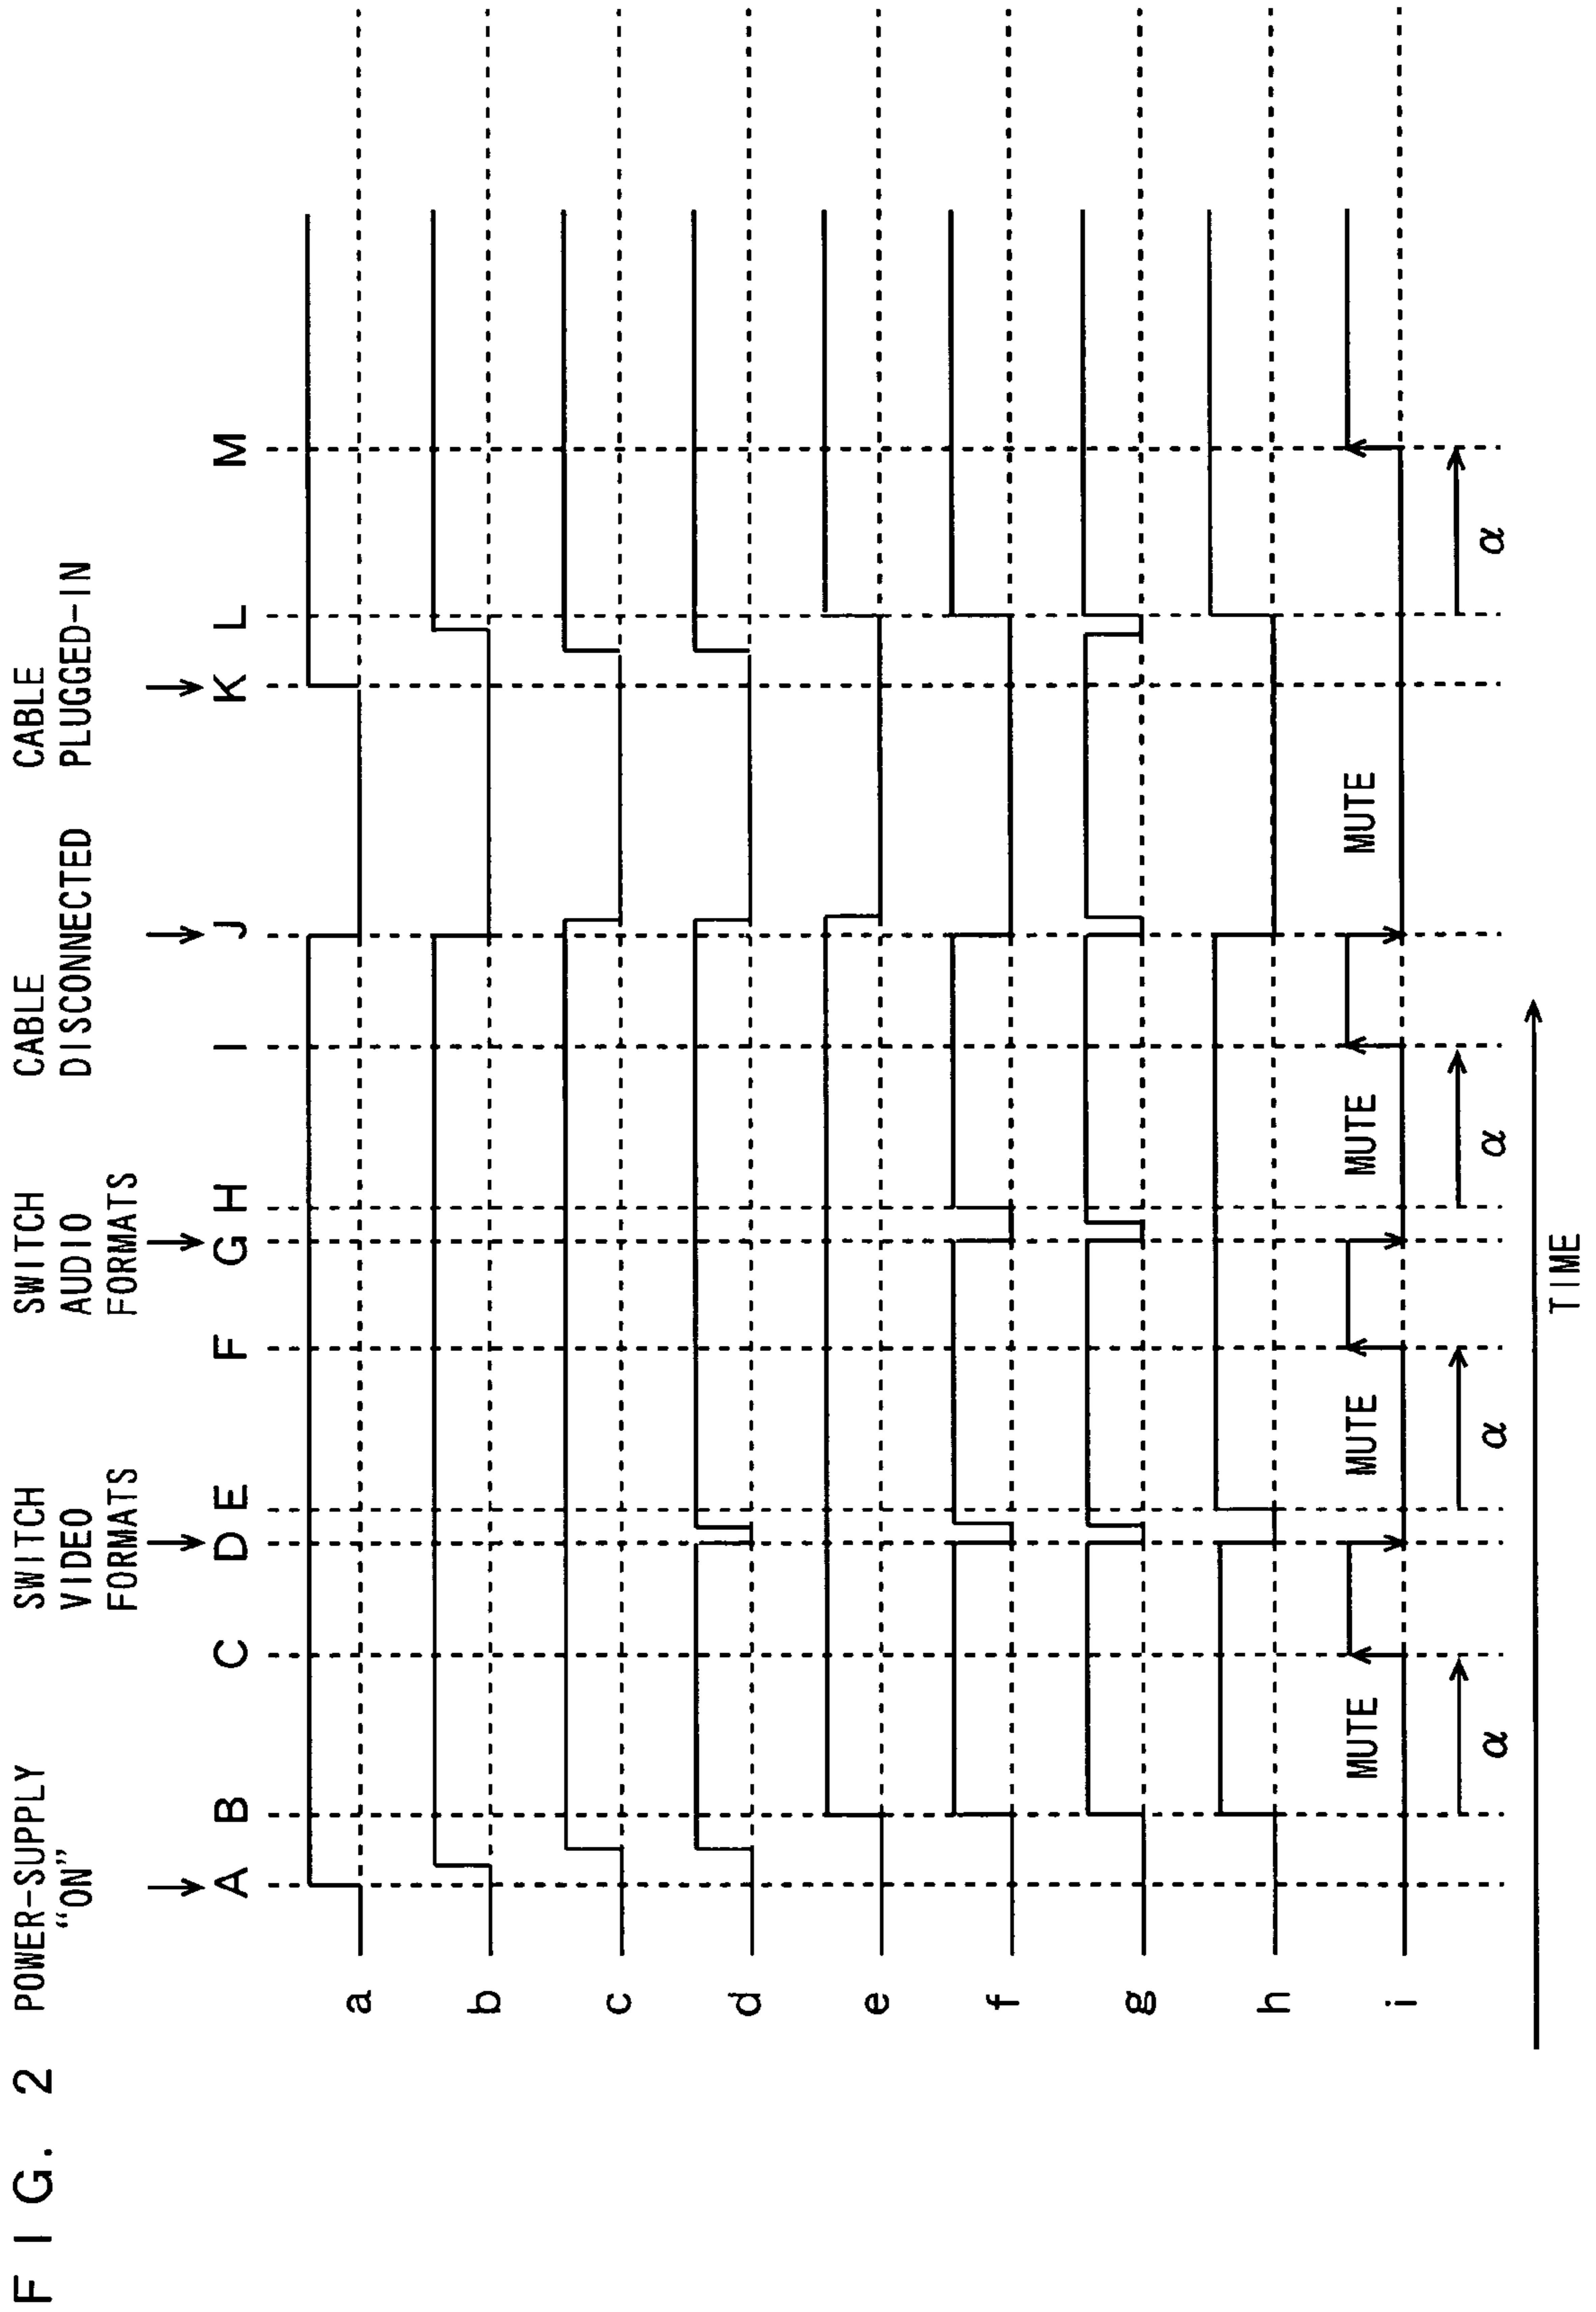 FIG. 2
POWER-SUPPLY
“ON”
SWITCH
VIDEO
FORMATS
SWITCH
AUDIO
FORMATS
CABLE
DISCONNECTED
CABLE
PLUGGED-IN
A B C D E F G H I J K L M
a
b
c
d
e
f
g
h
i
MUTE MUTE MUTE MUTE
α α α α
TIME